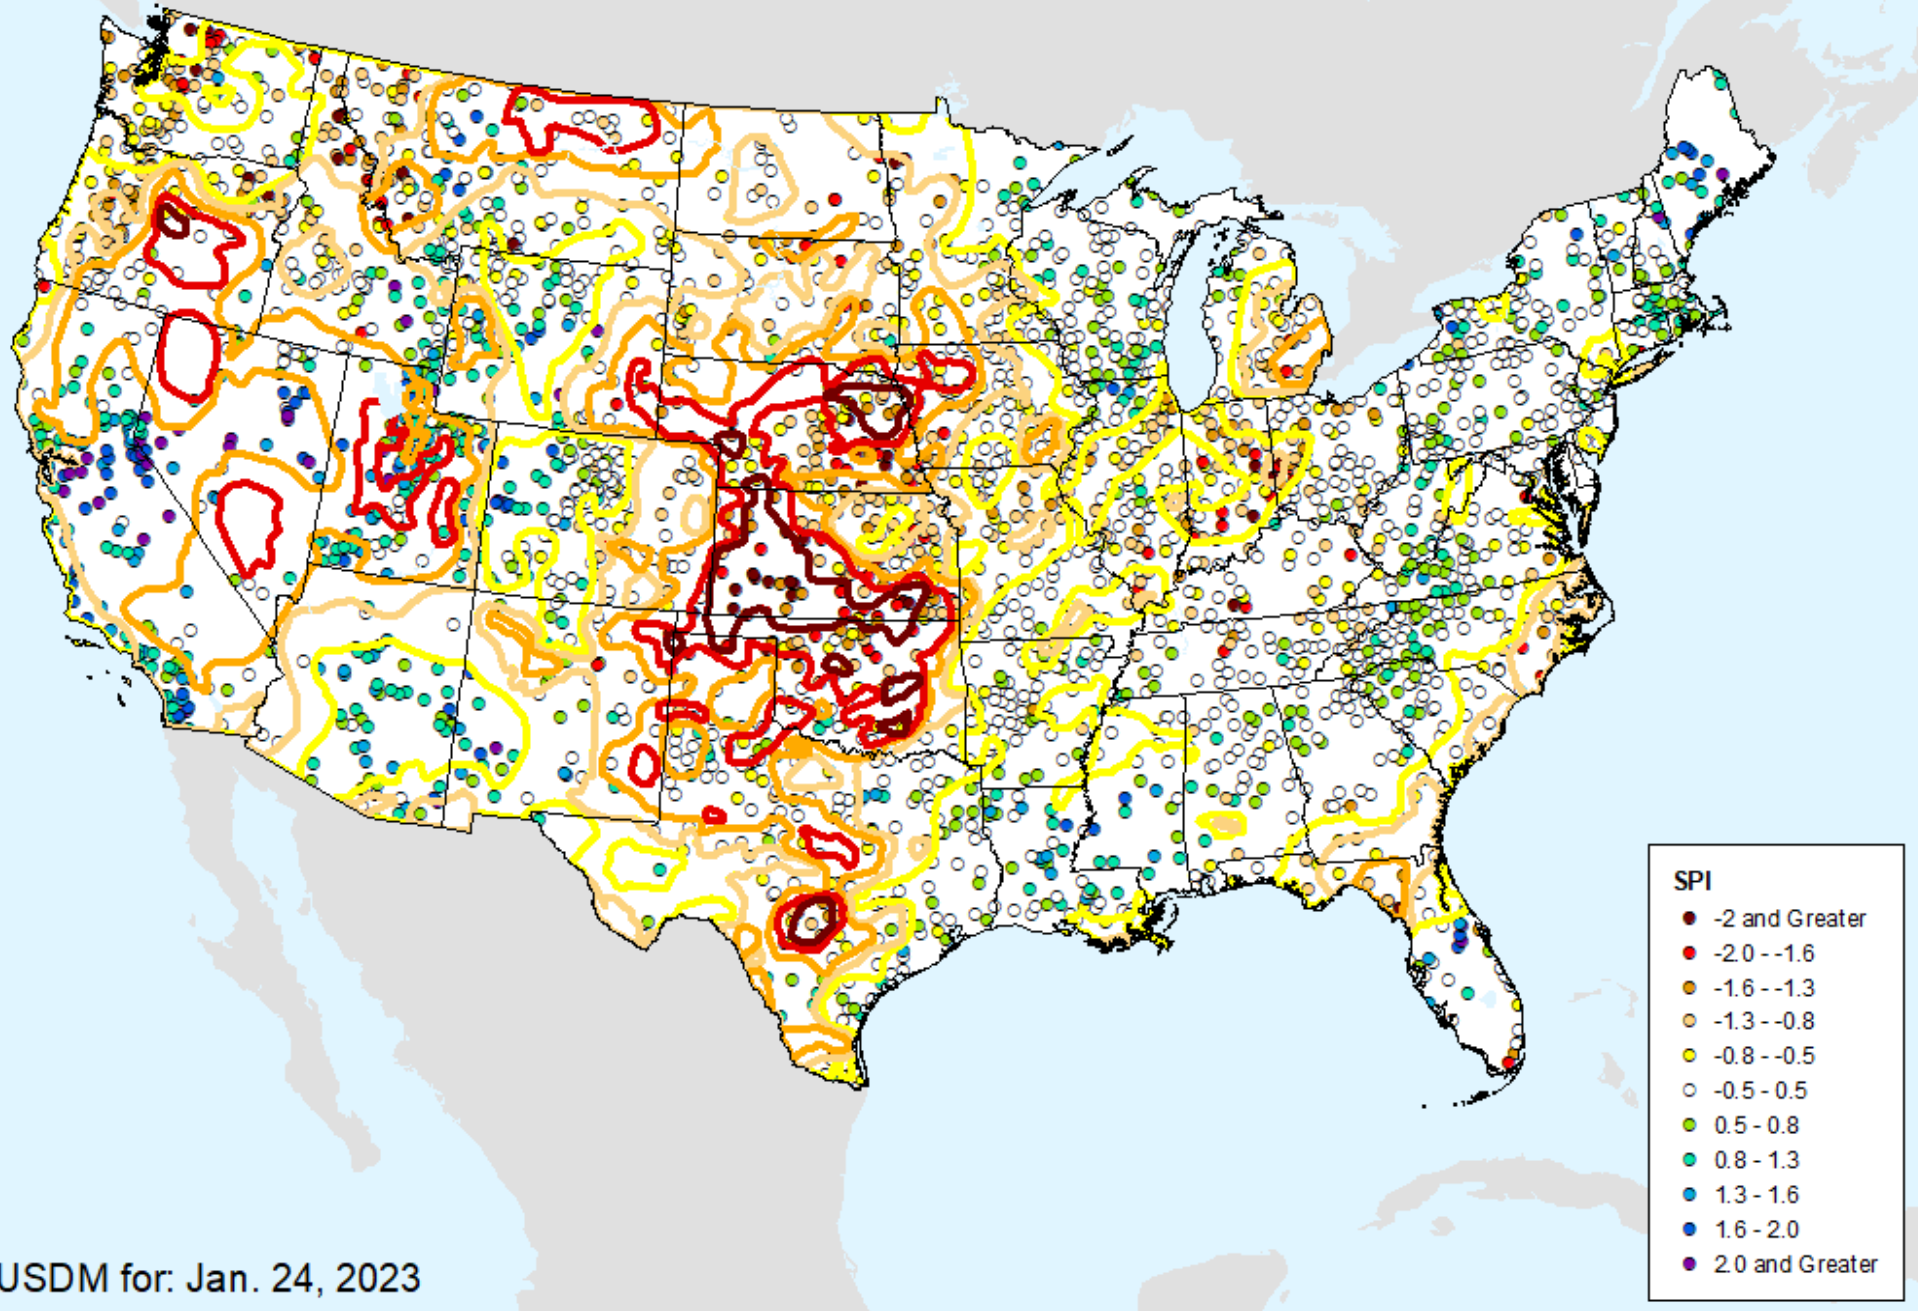 SPI
-2 and Greater
-2.0 - -1.6
-1.6 - -1.3
-1.3 - -0.8
-0.8 - -0.5
-0.5 - 0.5
0.5 - 0.8
0.8 - 1.3
1.3 - 1.6
1.6 - 2.0
2.0 and Greater
USDM for: Jan. 24, 2023